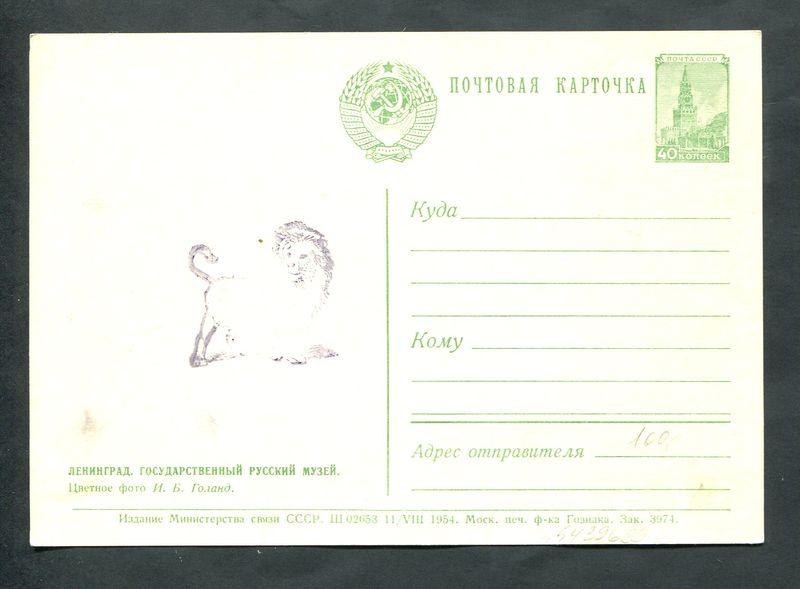 ПОЧТОВАЯ КАРТОЧКА
ПОЧТА СССР
40 копеек
Куда
Кому
Адрес отправителя
100
ЛЕНИНГРАД. ГОСУДАРСТВЕННЫЙ РУССКИЙ МУЗЕЙ.
Цветное фото И. Б. Голанд.
Издание Министерства связи СССР. Ш 02653 11/VIII 1954. Моск. печ. ф-ка Гознака. Зак. 3974.